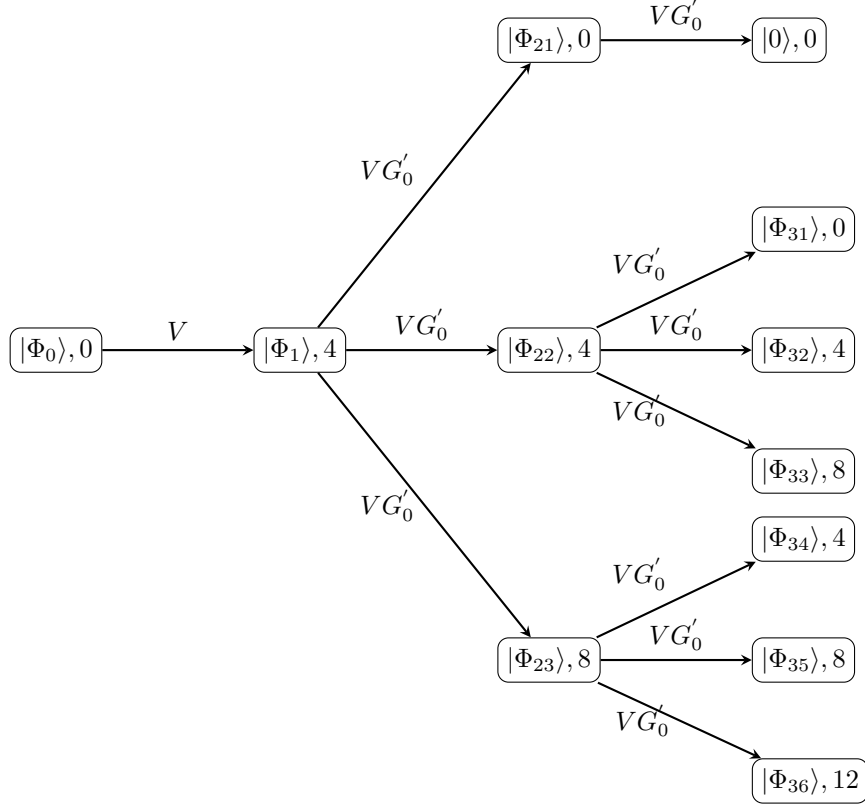 |Φ₂₁⟩, 0
VG₀′
|0⟩, 0
VG₀′
|Φ₃₁⟩, 0
VG₀′
|Φ₀⟩, 0
V
|Φ₁⟩, 4
VG₀′
|Φ₂₂⟩, 4
VG₀′
|Φ₃₂⟩, 4
VG₀′
|Φ₃₃⟩, 8
VG₀′
|Φ₃₄⟩, 4
VG₀′
|Φ₂₃⟩, 8
VG₀′
|Φ₃₅⟩, 8
VG₀′
|Φ₃₆⟩, 12